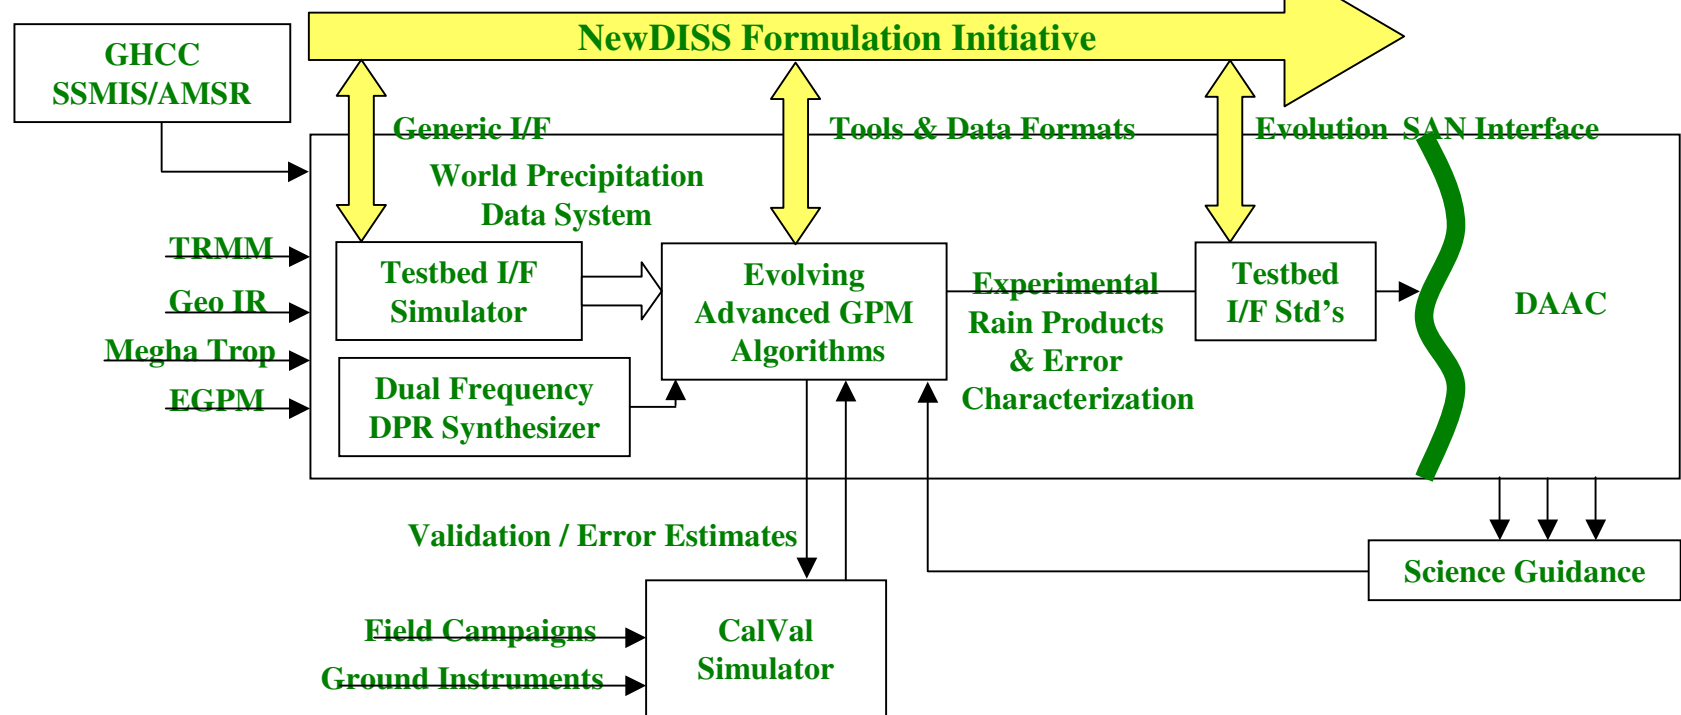 NewDISS Formulation Initiative
GHCC
SSMIS/AMSR
Generic I/F
Tools & Data Formats
Evolution SAN Interface
World Precipitation
Data System
TRMM
Geo IR
Megha Trop
EGPM
Testbed I/F
Simulator
Dual Frequency
DPR Synthesizer
Evolving
Advanced GPM
Algorithms
Experimental
Rain Products
& Error
Characterization
Testbed
I/F Std's
DAAC
Validation / Error Estimates
Science Guidance
Field Campaigns
Ground Instruments
CalVal
Simulator